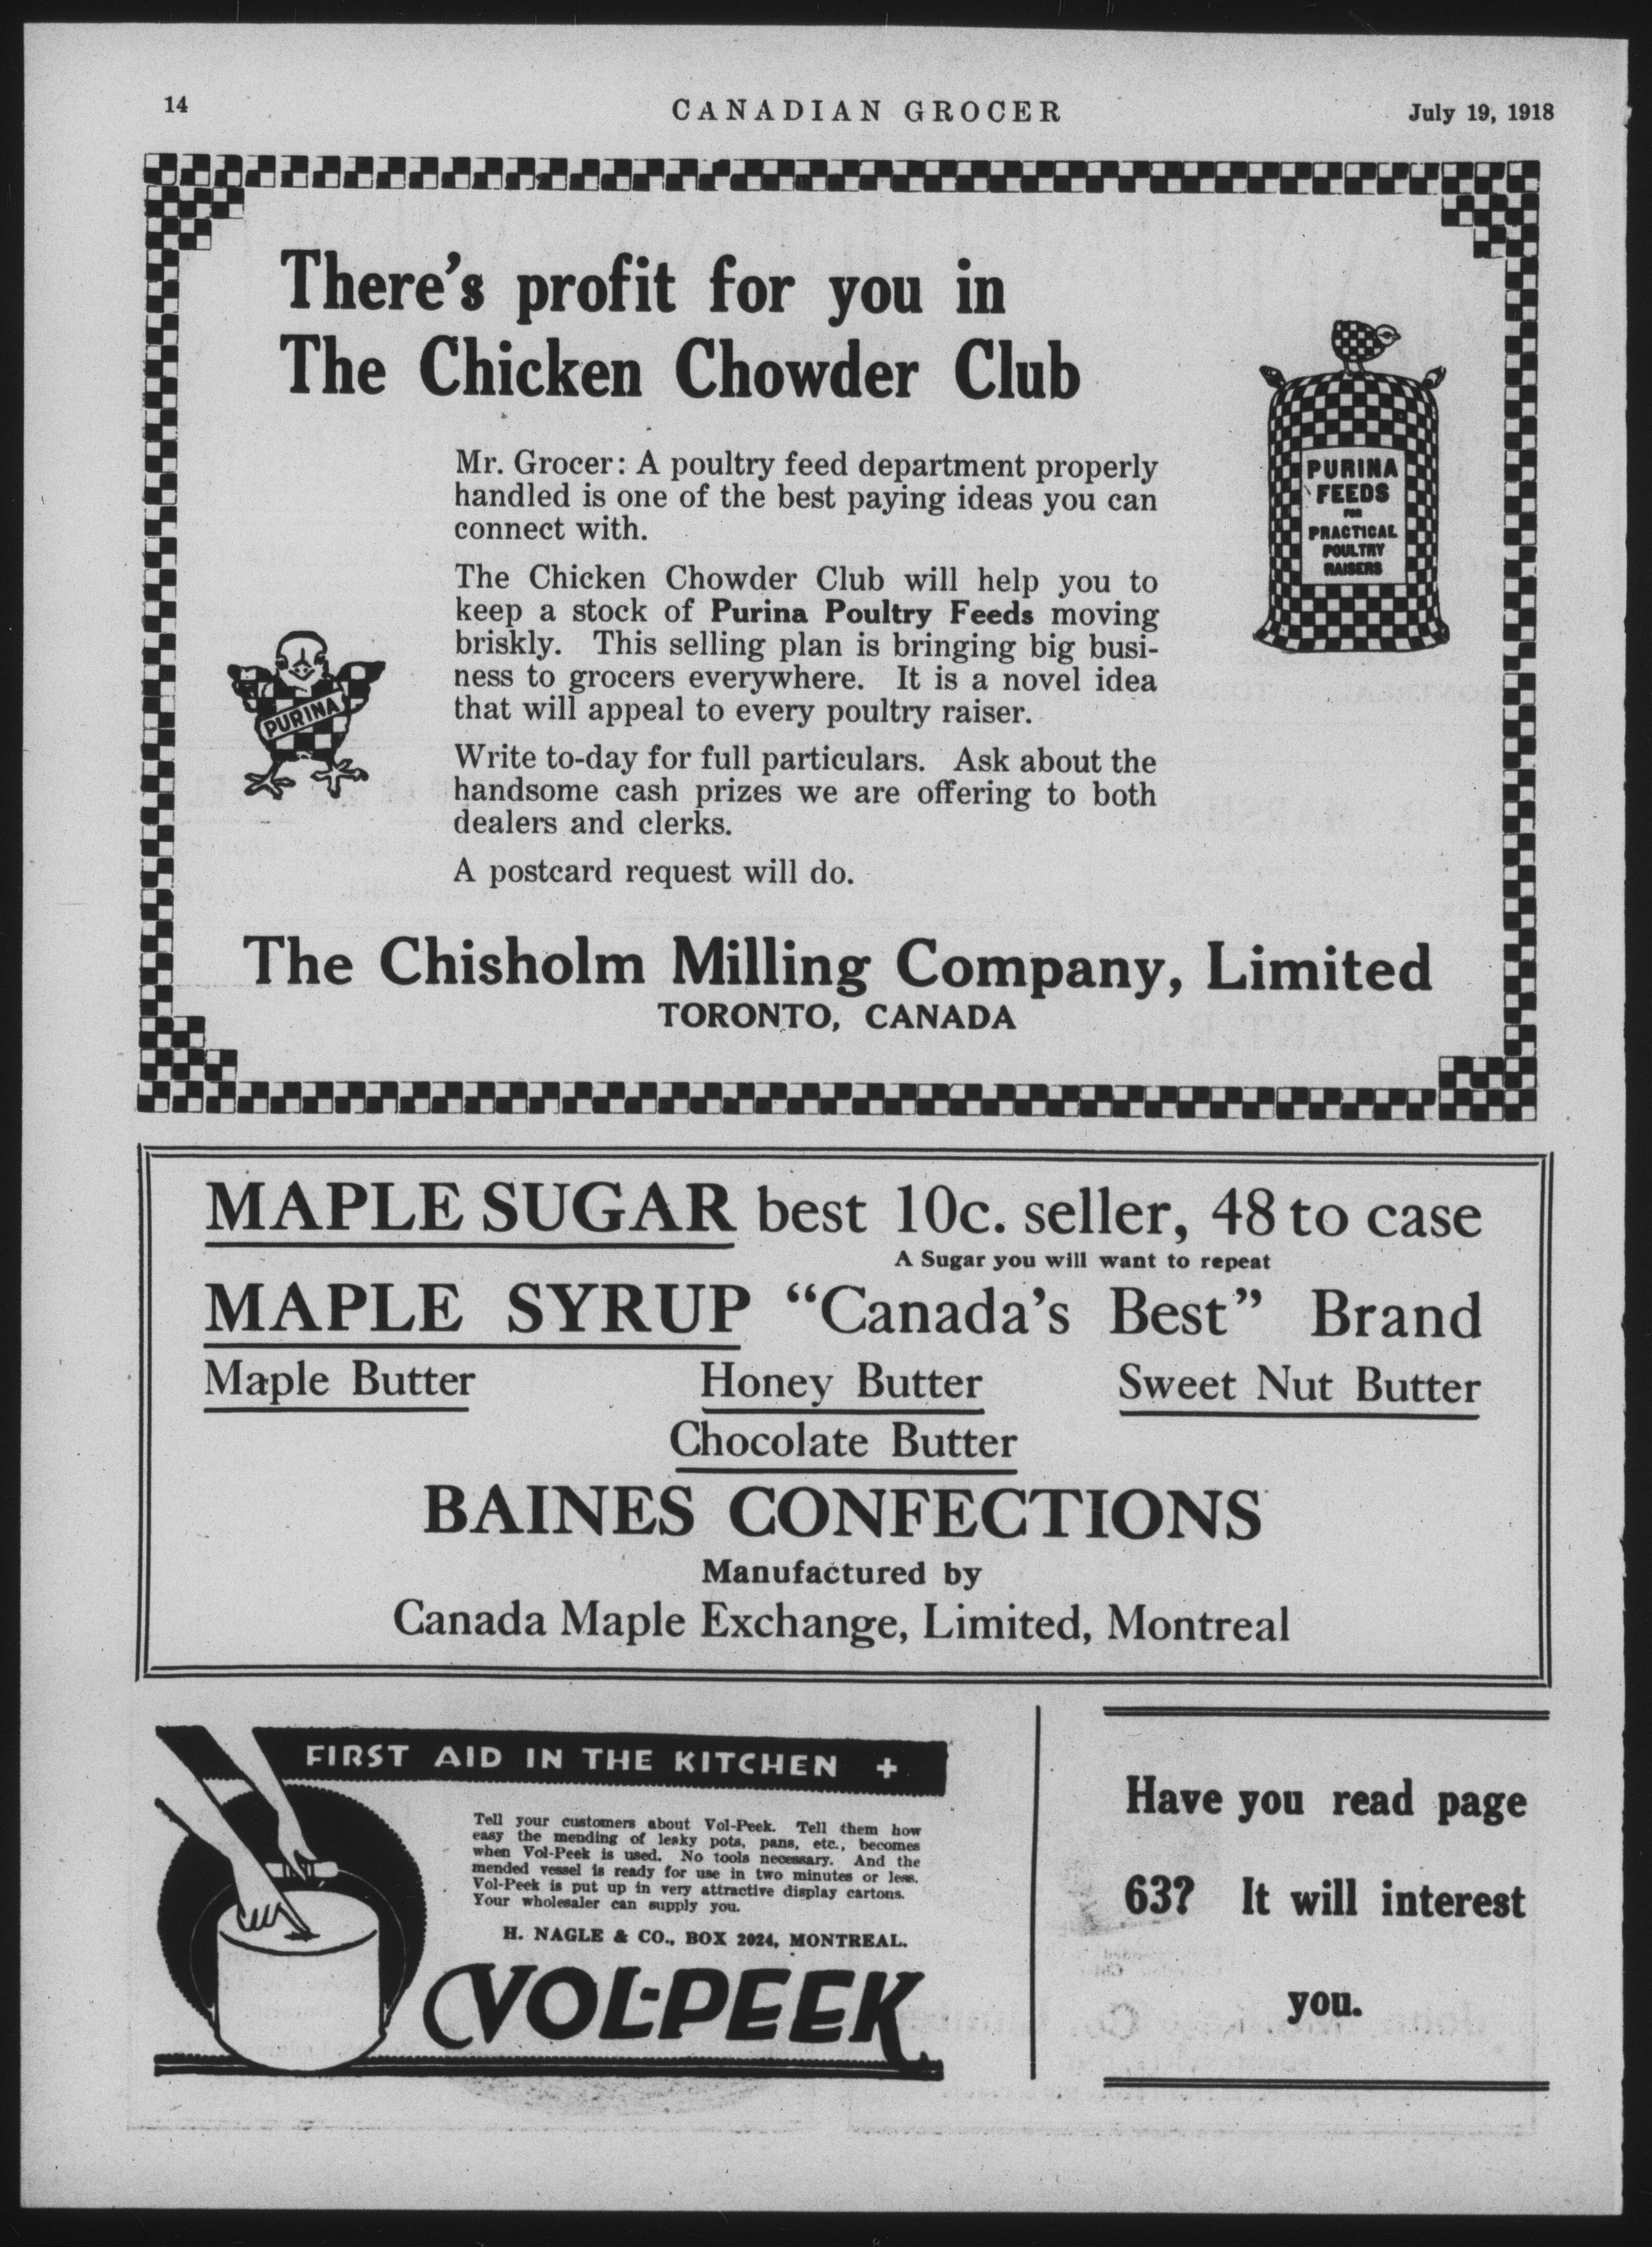 14
CANADIAN GROCER
July 19, 1918
There's profit for you in
The Chicken Chowder Club
Mr. Grocer: A poultry feed department properly
handled is one of the best paying ideas you can
connect with.
The Chicken Chowder Club will help you to
keep a stock of Purina Poultry Feeds moving
briskly. This selling plan is bringing big busi-
ness to grocers everywhere. It is a novel idea
that will appeal to every poultry raiser.
Write to-day for full particulars. Ask about the
handsome cash prizes we are offering to both
dealers and clerks.
A postcard request will do.
PURINA
PURINA
FEEDS
FOR
PRACTICAL
POULTRY
RAISERS
The Chisholm Milling Company, Limited
TORONTO, CANADA
MAPLE SUGAR best 10c. seller, 48 to case
A Sugar you will want to repeat
MAPLE SYRUP "Canada's Best" Brand
Maple Butter Honey Butter Sweet Nut Butter
Chocolate Butter
BAINES CONFECTIONS
Manufactured by
Canada Maple Exchange, Limited, Montreal
FIRST AID IN THE KITCHEN +
Tell your customers about Vol-Peek. Tell them how
easy the mending of leaky pots, pans, etc., becomes
when Vol-Peek is used. No tools necessary. And the
mended vessel is ready for use in two minutes or less.
Vol-Peek is put up in very attractive display cartons.
Your wholesaler can supply you.
H. NAGLE & CO., BOX 2024, MONTREAL.
VOL-PEEK
Have you read page
63? It will interest
you.